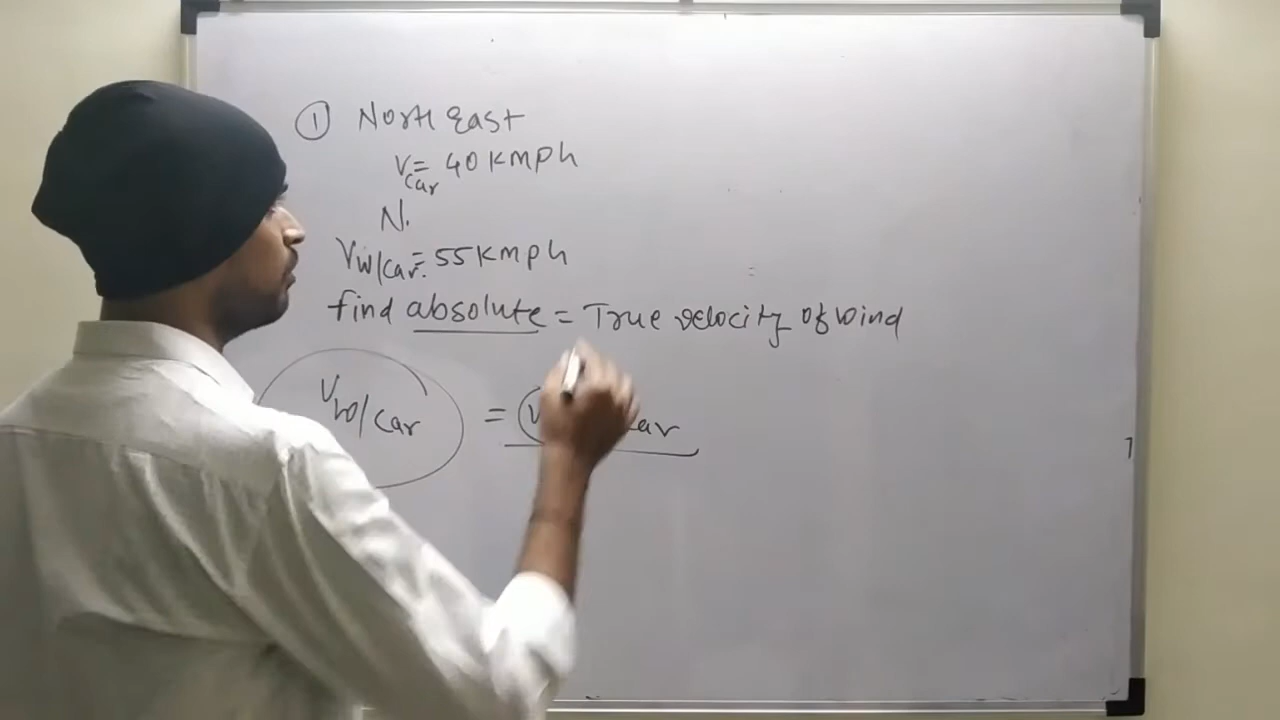 ① North East
Vcar = 40 KMPh
N.
Vw/car = 55 KMPh
find absolute = True velocity of wind
Vw/car =